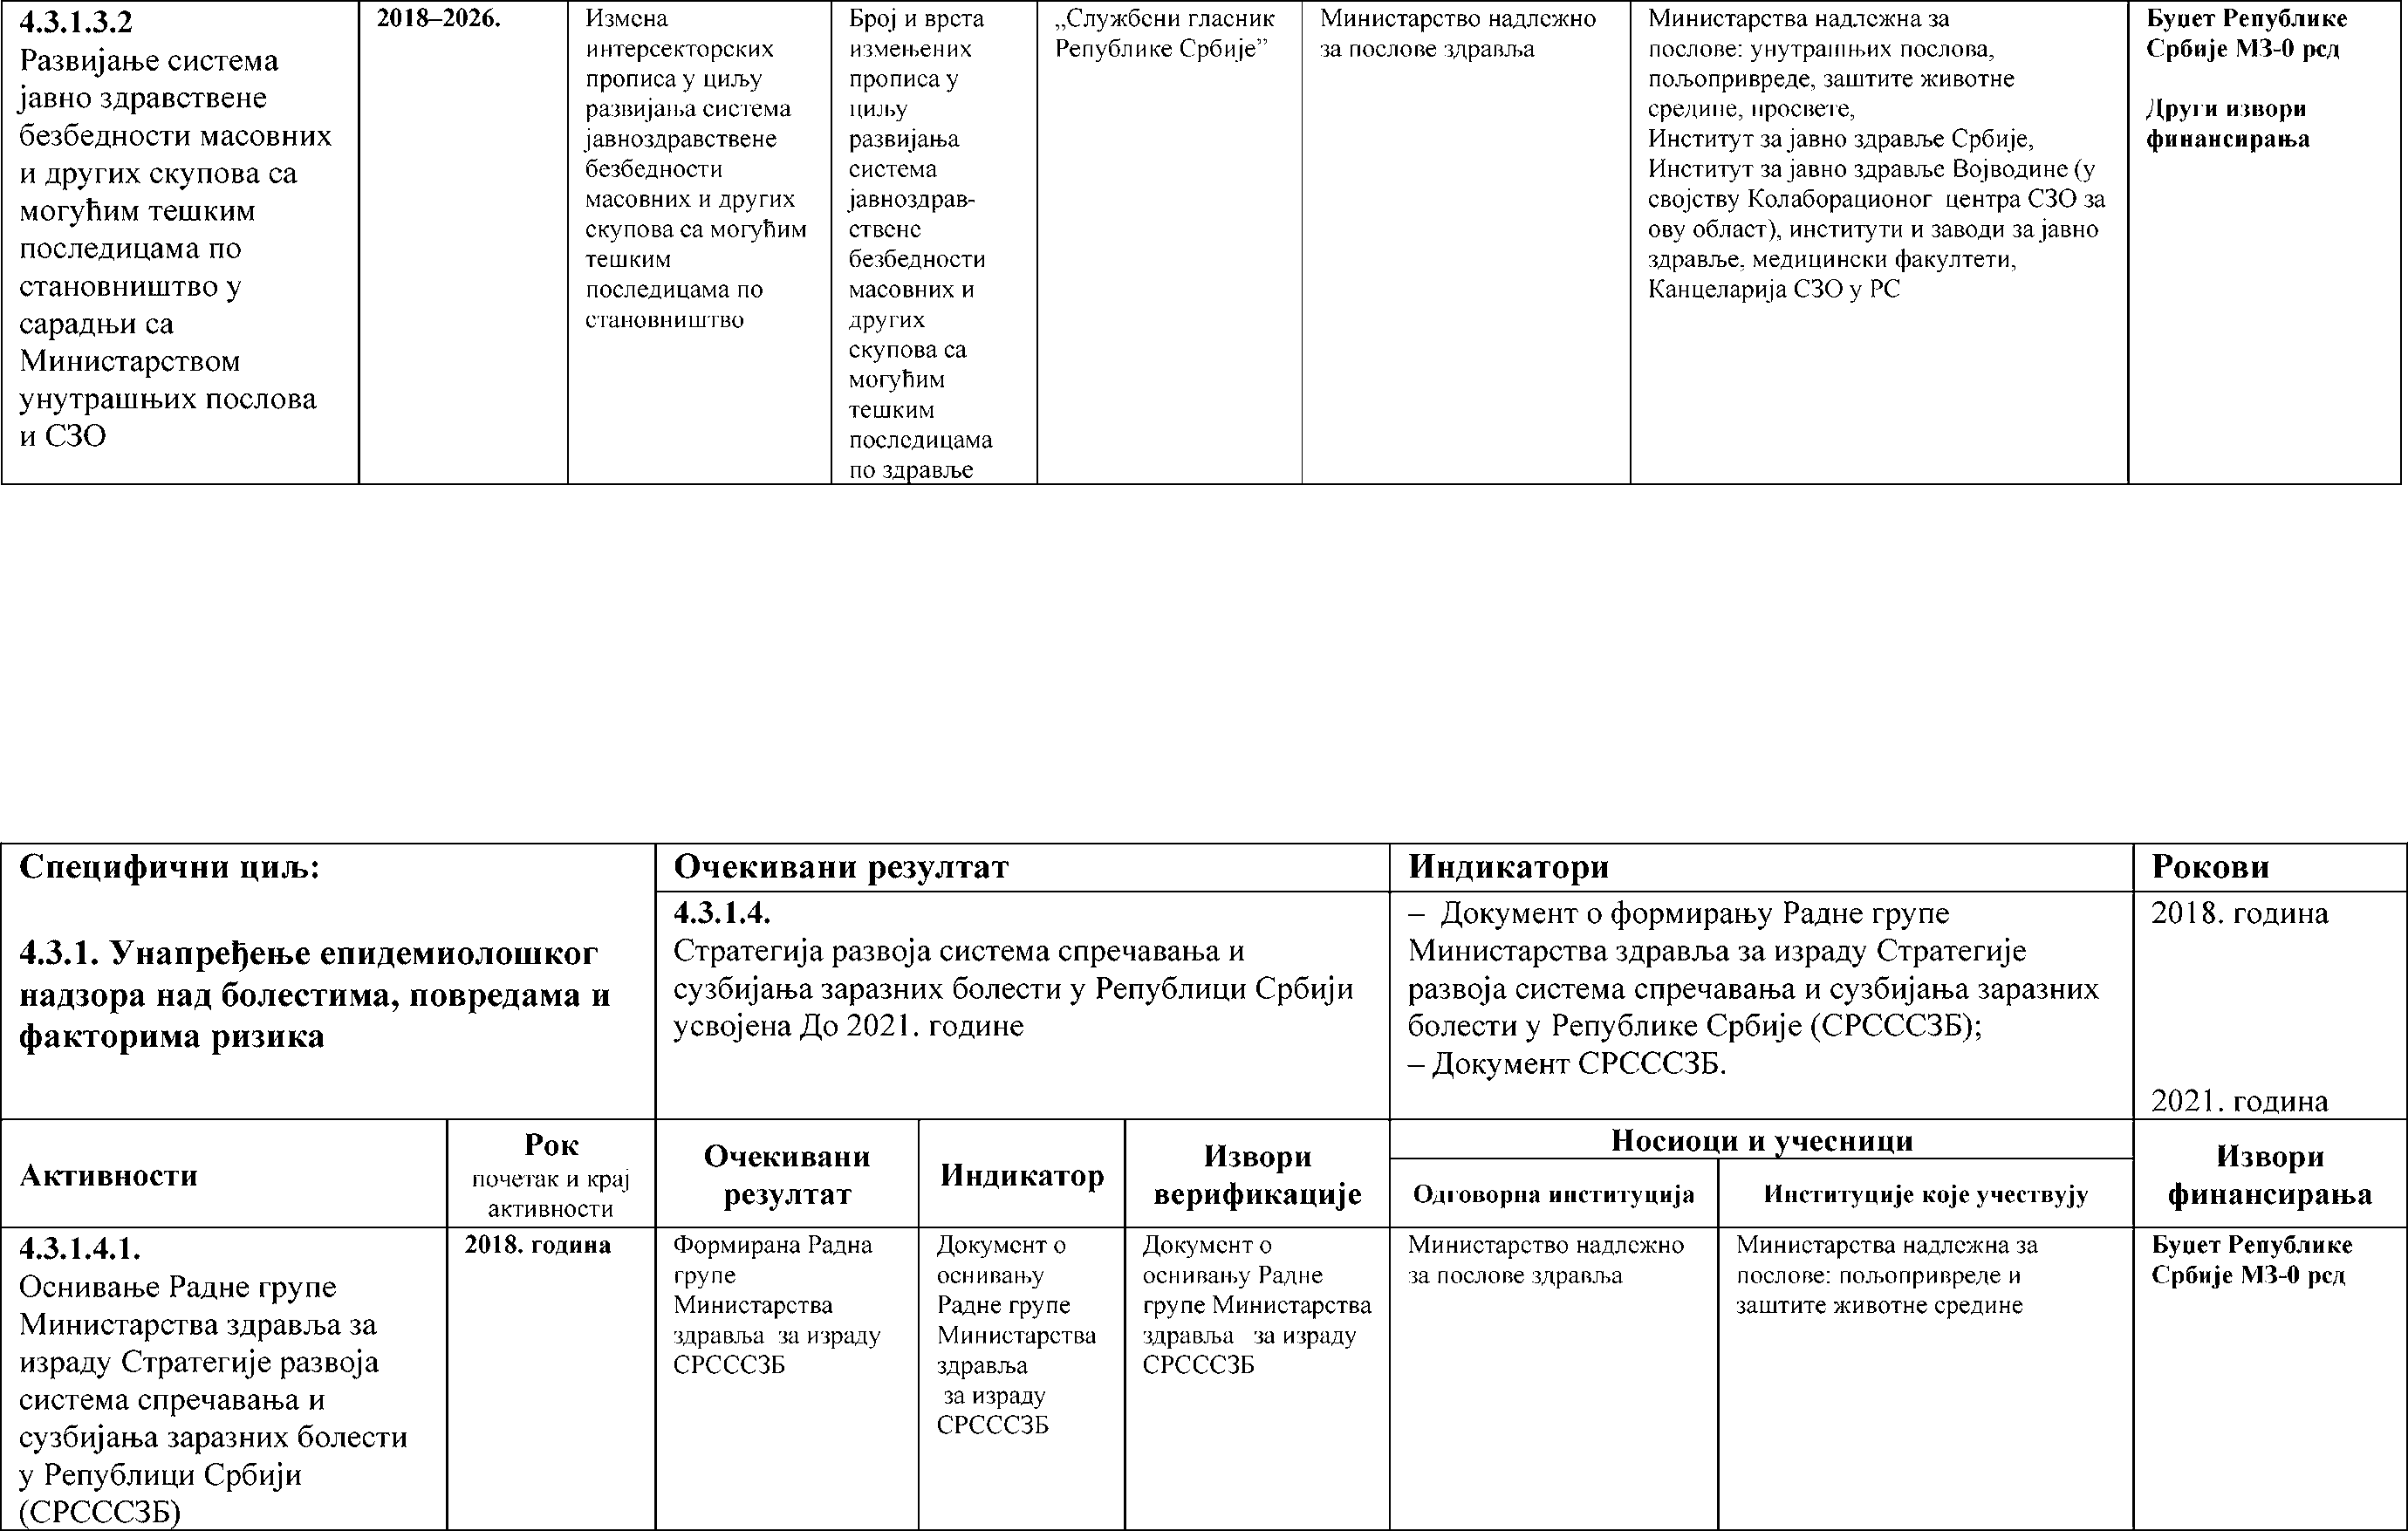 4.3.1.3.2
Развијање система
јавно здравствене
безбедности масовних
и других скупова са
могућим тешким
последицама по
становништво у
сарадњи са
Министарством
унутрашњих послова
и СЗО
2018–2026.
Измена
интерсекторских
прописа у циљу
развијања система
јавноздравствене
безбедности
масовних и других
скупова са могућим
тешким
последицама по
становништво
Број и врста
измењених
прописа у
циљу
развијања
система
јавноздрав-
ствене
безбедности
масовних и
других
скупова са
могућим
тешким
последицама
по здравље
„Службени гласник
Републике Србије”
Министарство надлежно
за послове здравља
Министарства надлежна за
послове: унутрашњих послова,
пољопривреде, заштите животне
средине, просвете,
Институт за јавно здравље Србије,
Институт за јавно здравље Војводине (у
својству Колаборационог центра СЗО за
ову област), институти и заводи за јавно
здравље, медицински факултети,
Канцеларија СЗО у РС
Буџет Републике
Србије МЗ-0 рсд
Други извори
финансирања
Специфични циљ:
4.3.1. Унапређење епидемиолошког
надзора над болестима, повредама и
факторима ризика
Очекивани резултат
4.3.1.4.
Стратегија развоја система спречавања и
сузбијања заразних болести у Републици Србији
усвојена До 2021. године
Индикатори
– Документ о формирању Радне групе
Министарства здравља за израду Стратегије
развоја система спречавања и сузбијања заразних
болести у Републике Србије (СРСССЗБ);
– Документ СРСССЗБ.
Рокови
2018. година
2021. година
Активности
Рок
почетак и крај
активности
Очекивани
резултат
Индикатор
Извори
верификације
Носиоци и учесници
Одговорна институција
Институције које учествују
Извори
финансирања
4.3.1.4.1.
Оснивање Радне групе
Министарства здравља за
израду Стратегије развоја
система спречавања и
сузбијања заразних болести
у Републици Србији
(СРСССЗБ)
2018. година
Формирана Радна
групе
Министарства
здравља за израду
СРСССЗБ
Документ о
оснивању
Радне групе
Министарства
здравља
за израду
СРСССЗБ
Документ о
оснивању Радне
групе Министарства
здравља за израду
СРСССЗБ
Министарство надлежно
за послове здравља
Министарства надлежна за
послове: пољопривреде и
заштите животне средине
Буџет Републике
Србије МЗ-0 рсд